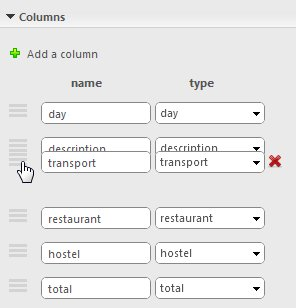 Columns
Add a column
name type
day day
description description
transport transport
restaurant restaurant
hostel hostel
total total